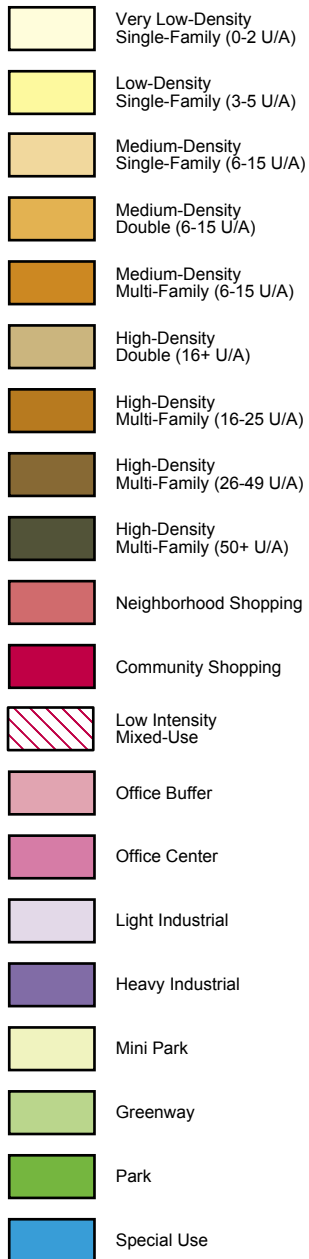 Very Low-Density
Single-Family (0-2 U/A)
Low-Density
Single-Family (3-5 U/A)
Medium-Density
Single-Family (6-15 U/A)
Medium-Density
Double (6-15 U/A)
Medium-Density
Multi-Family (6-15 U/A)
High-Density
Double (16+ U/A)
High-Density
Multi-Family (16-25 U/A)
High-Density
Multi-Family (26-49 U/A)
High-Density
Multi-Family (50+ U/A)
Neighborhood Shopping
Community Shopping
Low Intensity
Mixed-Use
Office Buffer
Office Center
Light Industrial
Heavy Industrial
Mini Park
Greenway
Park
Special Use